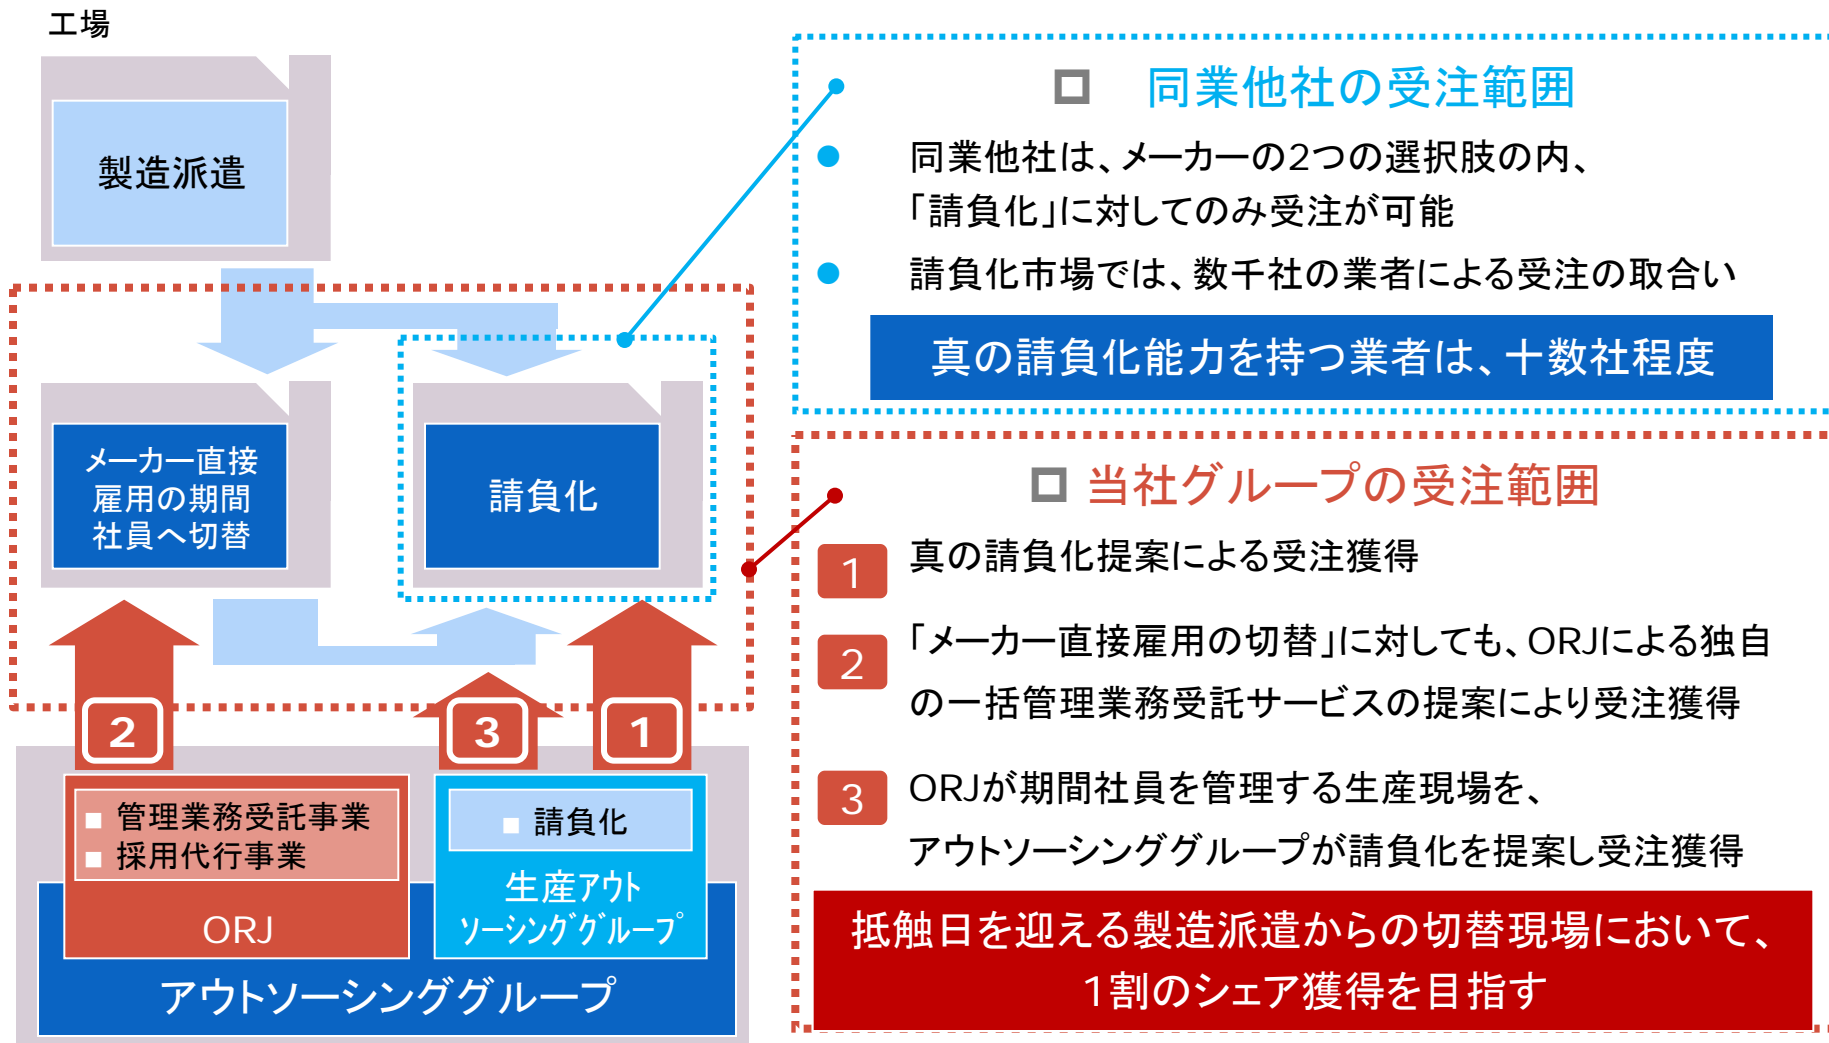 工場
製造派遣
メーカー直接
雇用の期間
社員へ切替
請負化
2
3
1
■ 管理業務受託事業
■ 採用代行事業
ORJ
■ 請負化
生産アウト
ソーシンググループ
アウトソーシンググループ
□ 同業他社の受注範囲
● 同業他社は、メーカーの2つの選択肢の内、
「請負化」に対してのみ受注が可能
● 請負化市場では、数千社の業者による受注の取合い
真の請負化能力を持つ業者は、十数社程度
□ 当社グループの受注範囲
1 真の請負化提案による受注獲得
2 「メーカー直接雇用の切替」に対しても、ORJによる独自
の一括管理業務受託サービスの提案により受注獲得
3 ORJが期間社員を管理する生産現場を、
アウトソーシンググループが請負化を提案し受注獲得
抵触日を迎える製造派遣からの切替現場において、
1割のシェア獲得を目指す